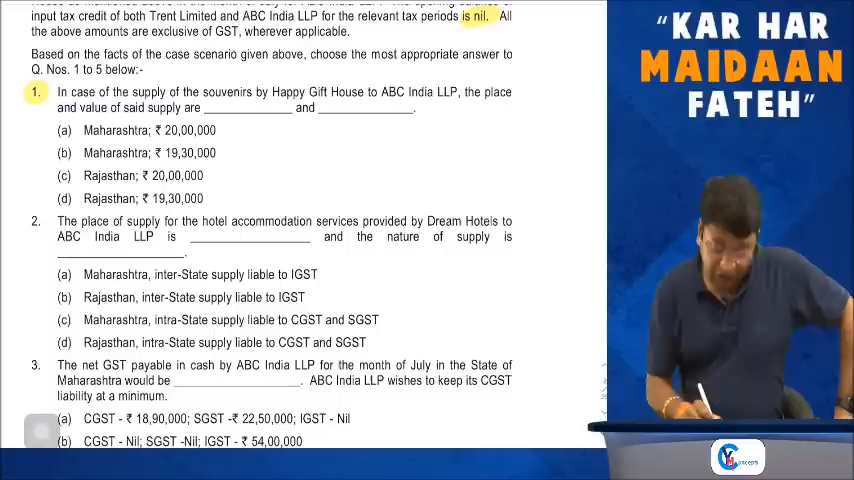 input tax credit of both Trent Limited and ABC India LLP for the relevant tax periods is nil. All
the above amounts are exclusive of GST, wherever applicable.
Based on the facts of the case scenario given above, choose the most appropriate answer to
Q. Nos. 1 to 5 below:-
1. In case of the supply of the souvenirs by Happy Gift House to ABC India LLP, the place
and value of said supply are ______________ and ________________.
(a) Maharashtra; ₹ 20,00,000
(b) Maharashtra; ₹ 19,30,000
(c) Rajasthan; ₹ 20,00,000
(d) Rajasthan; ₹ 19,30,000
2. The place of supply for the hotel accommodation services provided by Dream Hotels to
ABC India LLP is ____________________ and the nature of supply is
_____________________.
(a) Maharashtra, inter-State supply liable to IGST
(b) Rajasthan, inter-State supply liable to IGST
(c) Maharashtra, intra-State supply liable to CGST and SGST
(d) Rajasthan, intra-State supply liable to CGST and SGST
3. The net GST payable in cash by ABC India LLP for the month of July in the State of
Maharashtra would be _____________________. ABC India LLP wishes to keep its CGST
liability at a minimum.
(a) CGST - ₹ 18,90,000; SGST -₹ 22,50,000; IGST - Nil
(b) CGST - Nil; SGST -Nil; IGST - ₹ 54,00,000
"KAR HAR
MAIDAAN
FATEH"